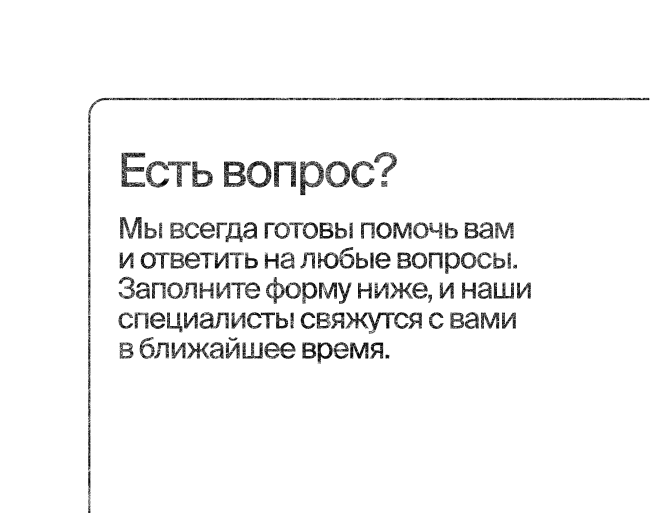 Есть вопрос?
Мы всегда готовы помочь вам
и ответить на любые вопросы.
Заполните форму ниже, и наши
специалисты свяжутся с вами
в ближайшее время.